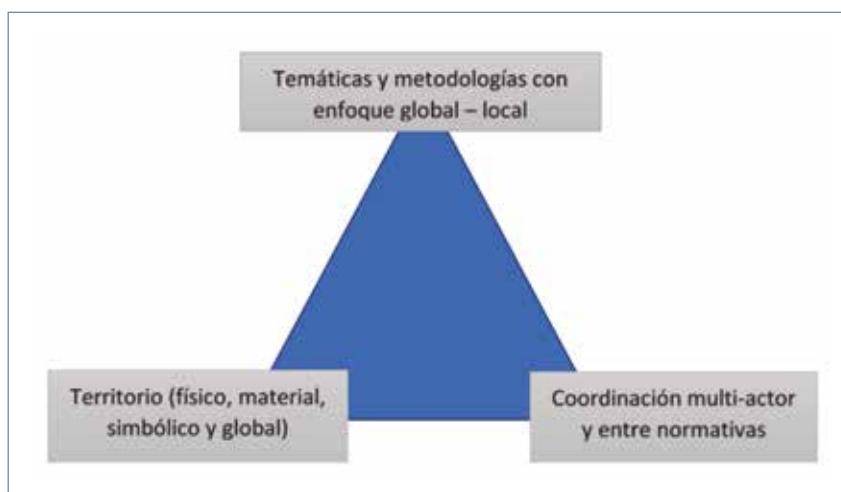 Temáticas y metodologías con
enfoque global – local
Territorio (físico, material,
simbólico y global)
Coordinación multi-actor
y entre normativas